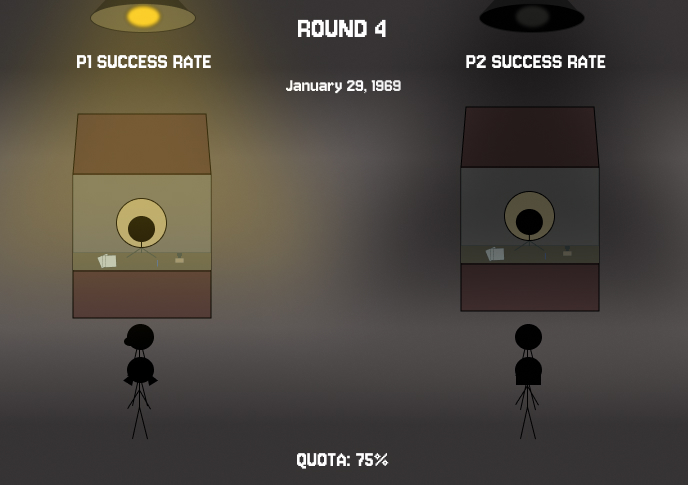 ROUND 4
P1 SUCCESS RATE
P2 SUCCESS RATE
January 29, 1969
QUOTA: 75%